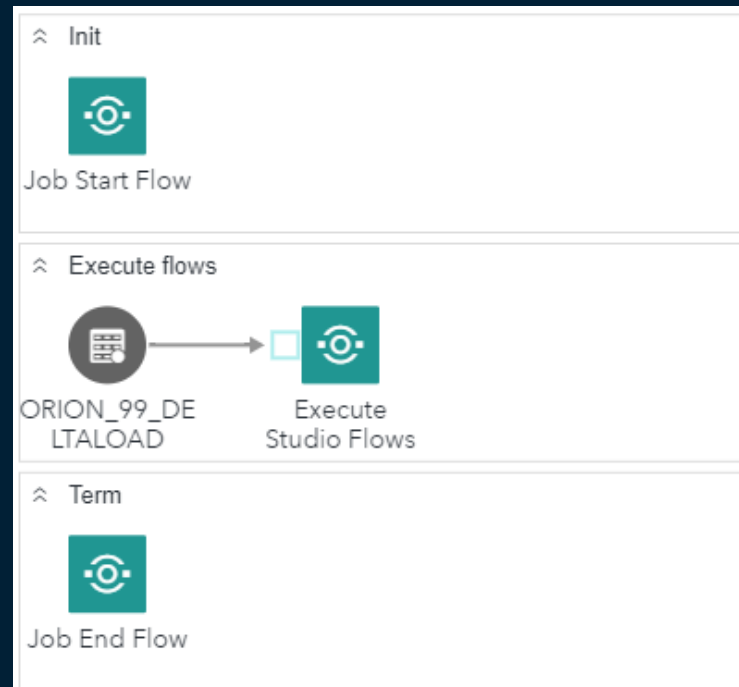 Init
Job Start Flow
Execute flows
ORION_99_DE
LTALOAD
Execute
Studio Flows
Term
Job End Flow